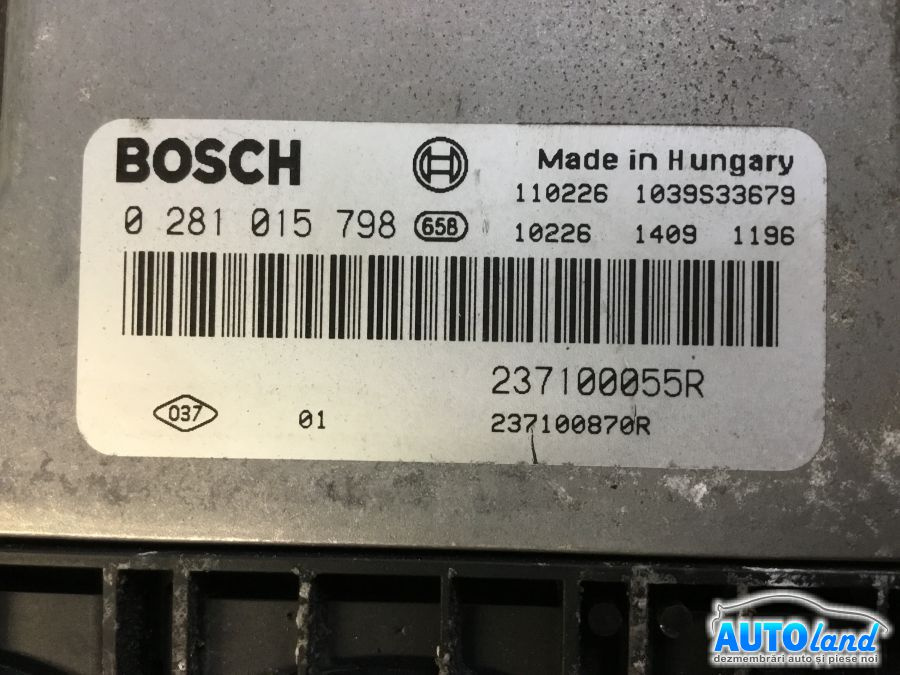 BOSCH
Made in Hungary
110226 1039S33679
0 281 015 798 658
10226 1409 1196
237100055R
037 01 237100870R
AUTOland
dezmembrări auto și piese noi